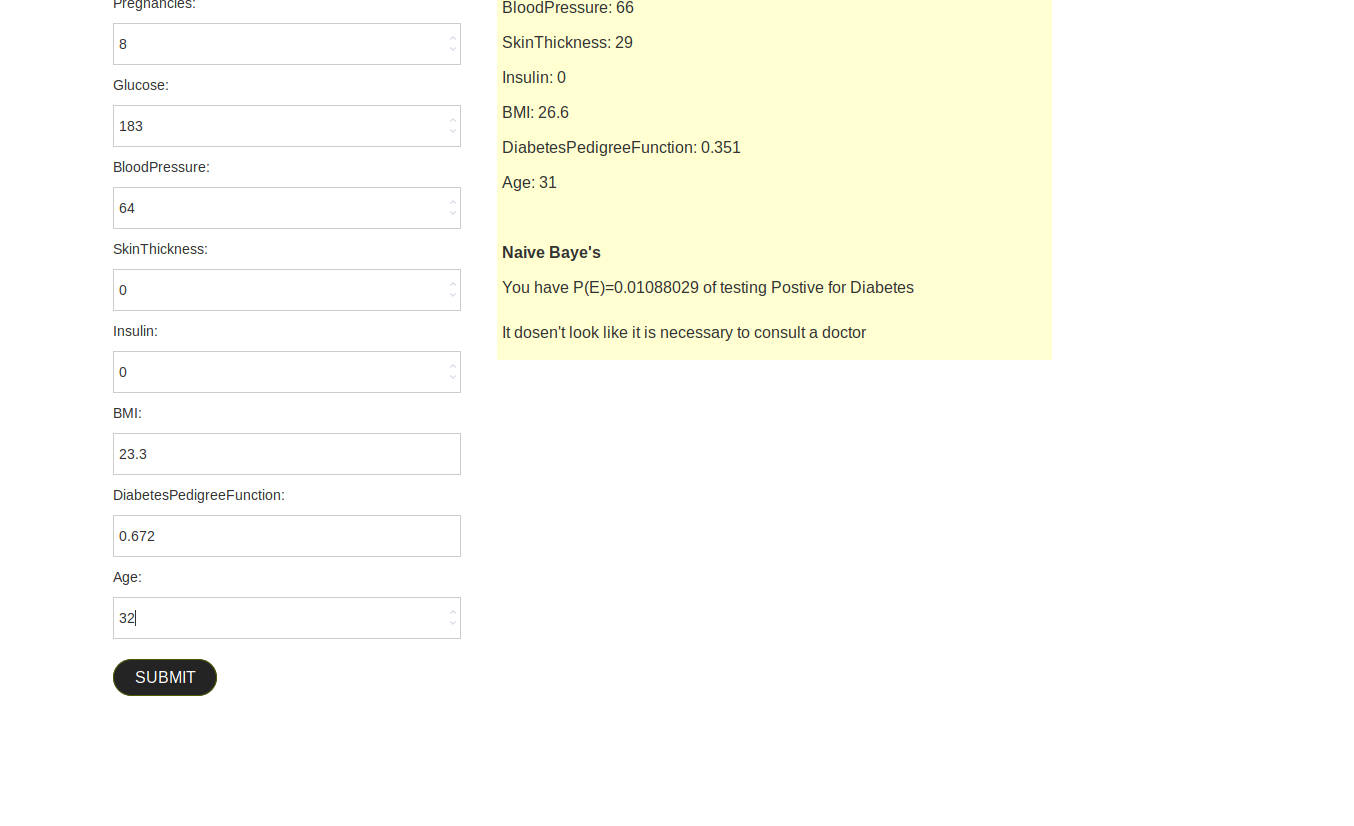 Pregnancies:
8
Glucose:
183
BloodPressure:
64
SkinThickness:
0
Insulin:
0
BMI:
23.3
DiabetesPedigreeFunction:
0.672
Age:
32
SUBMIT
BloodPressure: 66
SkinThickness: 29
Insulin: 0
BMI: 26.6
DiabetesPedigreeFunction: 0.351
Age: 31
Naive Baye's
You have P(E)=0.01088029 of testing Postive for Diabetes
It dosen't look like it is necessary to consult a doctor